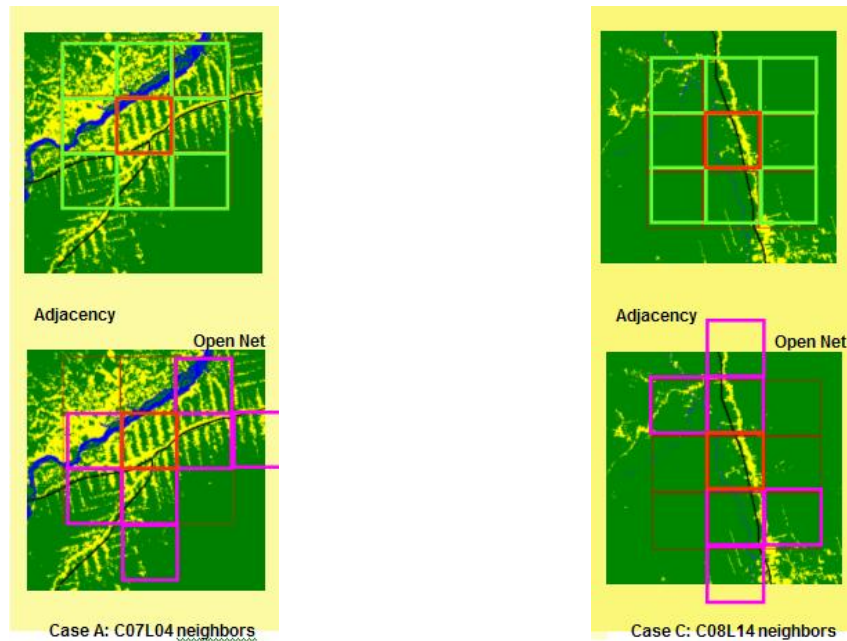 Adjacency
Open Net
Case A: C07L04 neighbors
Adjacency
Open Net
Case C: C08L14 neighbors